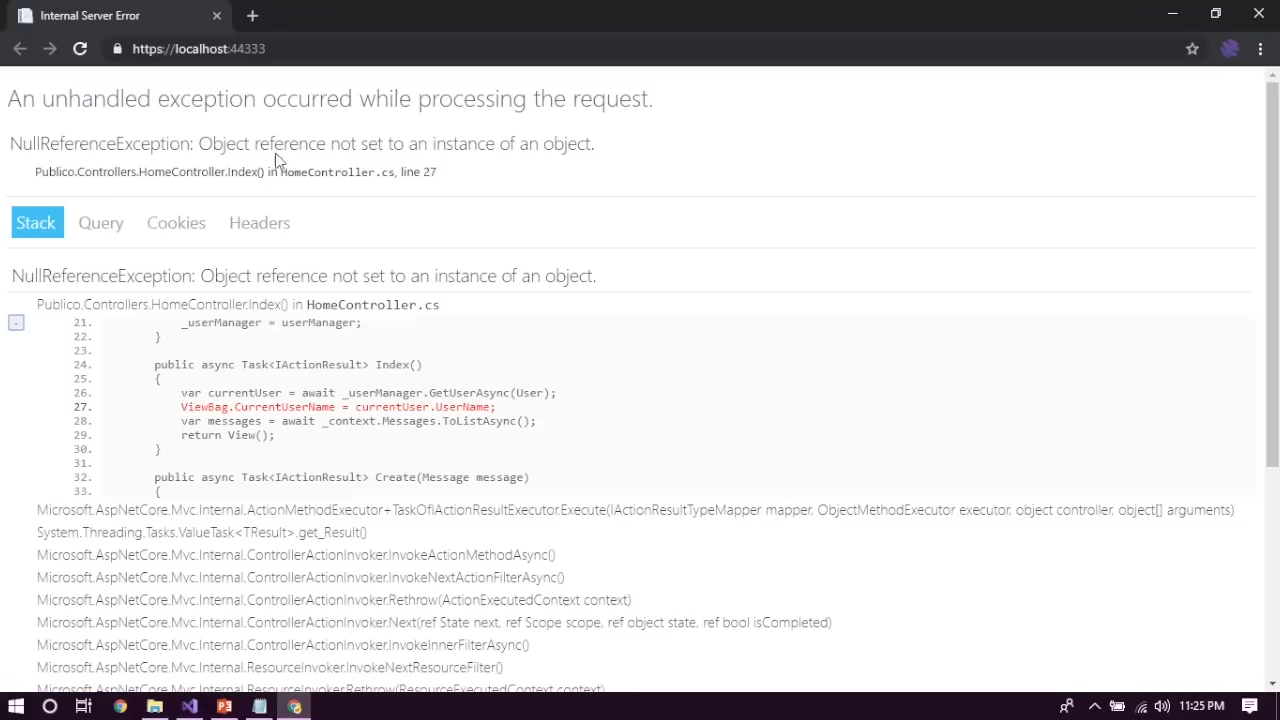 Internal Server Error
https://localhost:44333
An unhandled exception occurred while processing the request.
NullReferenceException: Object reference not set to an instance of an object.
Publico.Controllers.HomeController.Index() in HomeController.cs, line 27
Stack Query Cookies Headers
NullReferenceException: Object reference not set to an instance of an object.
Publico.Controllers.HomeController.Index() in HomeController.cs
21. _userManager = userManager;
22. }
23.
24. public async Task<IActionResult> Index()
25. {
26. var currentUser = await _userManager.GetUserAsync(User);
27. ViewBag.CurrentUserName = currentUser.UserName;
28. var messages = await _context.Messages.ToListAsync();
29. return View();
30. }
31.
32. public async Task<IActionResult> Create(Message message)
33. {
Microsoft.AspNetCore.Mvc.Internal.ActionMethodExecutor+TaskOfIActionResultExecutor.Execute(IActionResultTypeMapper mapper, ObjectMethodExecutor executor, object controller, object[] arguments)
System.Threading.Tasks.ValueTask<TResult>.get_Result()
Microsoft.AspNetCore.Mvc.Internal.ControllerActionInvoker.InvokeActionMethodAsync()
Microsoft.AspNetCore.Mvc.Internal.ControllerActionInvoker.InvokeNextActionFilterAsync()
Microsoft.AspNetCore.Mvc.Internal.ControllerActionInvoker.Rethrow(ActionExecutedContext context)
Microsoft.AspNetCore.Mvc.Internal.ControllerActionInvoker.Next(ref State next, ref Scope scope, ref object state, ref bool isCompleted)
Microsoft.AspNetCore.Mvc.Internal.ControllerActionInvoker.InvokeInnerFilterAsync()
Microsoft.AspNetCore.Mvc.Internal.ResourceInvoker.InvokeNextResourceFilter()
Microsoft.AspNetCore.Mvc.Internal.ResourceInvoker.Rethrow(ResourceExecutedContext context)
11:25 PM